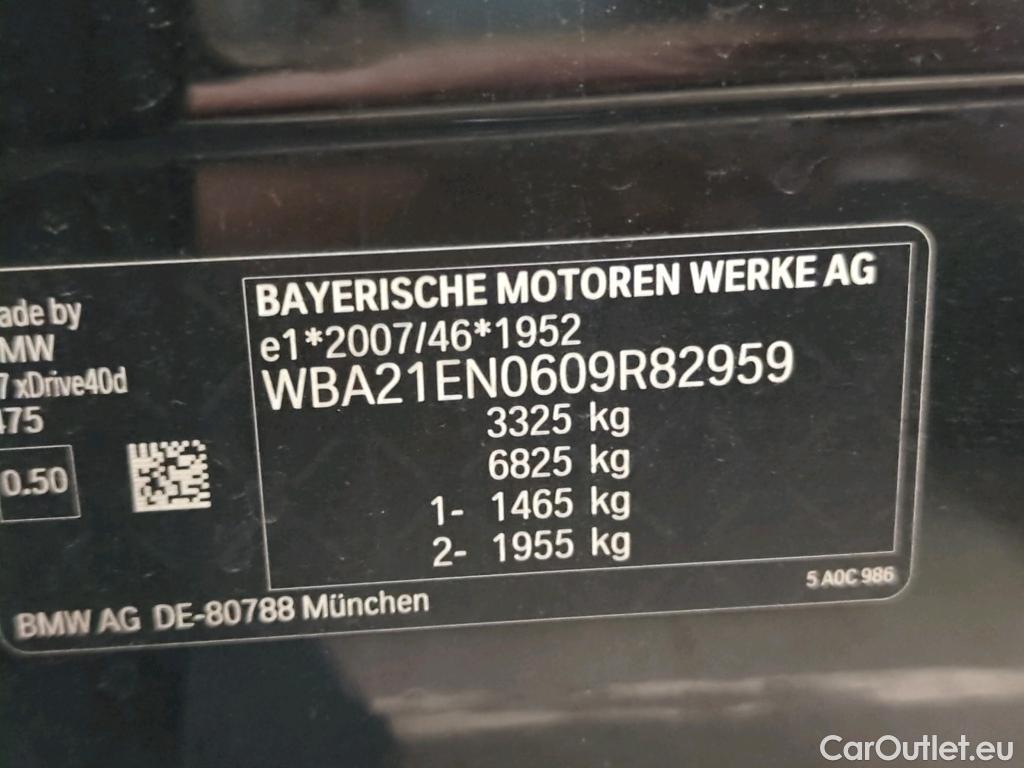 BAYERISCHE MOTOREN WERKE AG
e1*2007/46*1952
WBA21EN0609R82959
3325 kg
6825 kg
1- 1465 kg
2- 1955 kg
ade by
MW
7 xDrive40d
475
0.50
5 A0C 986
BMW AG DE-80788 München
CarOutlet.eu